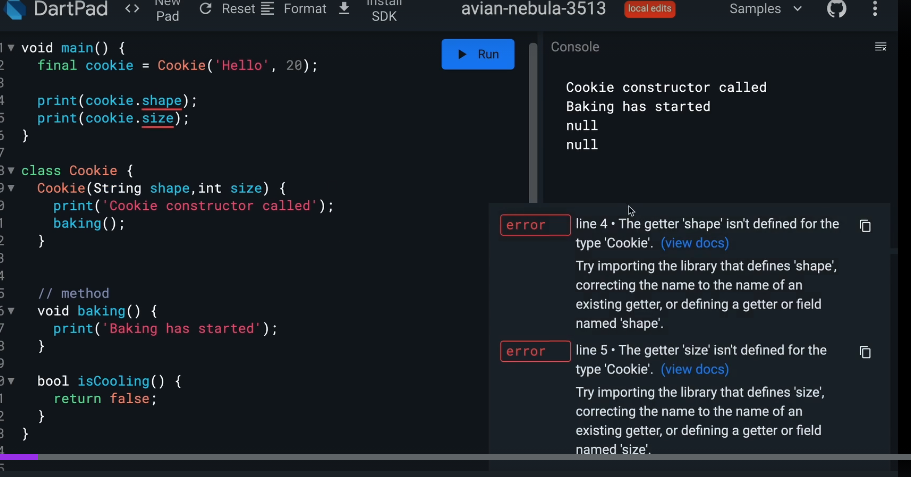 DartPad <> New Pad Reset Format Install SDK avian-nebula-3513 local edits Samples
1 void main() {
2 final cookie = Cookie('Hello', 20);
3
4 print(cookie.shape);
5 print(cookie.size);
6 }
7
8 class Cookie {
9 Cookie(String shape,int size) {
0 print('Cookie constructor called');
1 baking();
2 }
3
4
5 // method
6 void baking() {
7 print('Baking has started');
8 }
9
0 bool isCooling() {
1 return false;
2 }
3 }
4
5
Run
Console
Cookie constructor called
Baking has started
null
null
error line 4 • The getter 'shape' isn't defined for the
type 'Cookie'. (view docs)
Try importing the library that defines 'shape',
correcting the name to the name of an
existing getter, or defining a getter or field
named 'shape'.
error line 5 • The getter 'size' isn't defined for the
type 'Cookie'. (view docs)
Try importing the library that defines 'size',
correcting the name to the name of an
existing getter, or defining a getter or field
named 'size'.